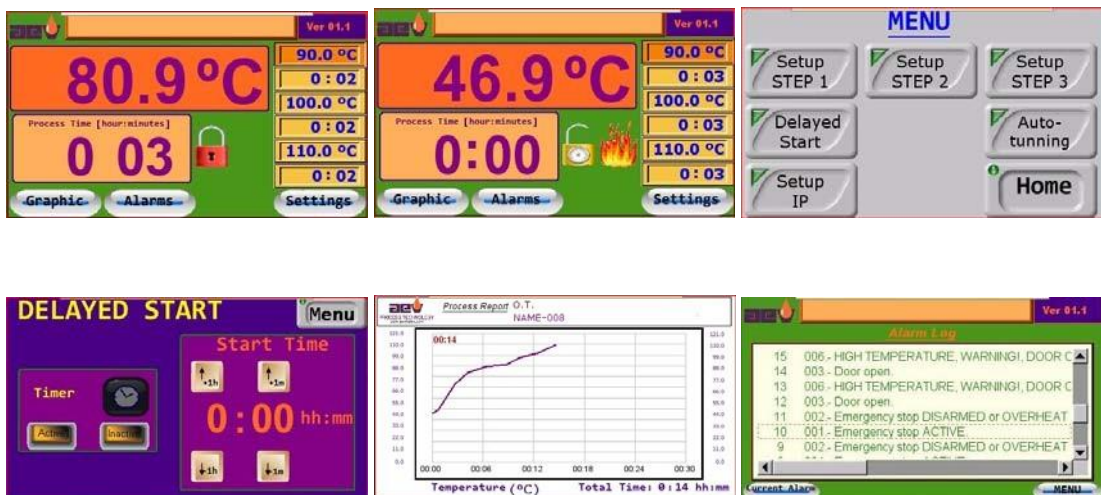 Ver 01.1
80.9 ºC
Process Time [hour:minutes]
0 03
90.0 ºC
0 : 02
100.0 ºC
0 : 02
110.0 ºC
0 : 02
Graphic
Alarms
Settings
Ver 01.1
46.9 ºC
Process Time [hour:minutes]
0:00
90.0 ºC
0 : 03
100.0 ºC
0 : 03
110.0 ºC
0 : 03
Graphic
Alarms
Settings
MENU
Setup
STEP 1
Setup
STEP 2
Setup
STEP 3
Delayed
Start
Auto-
tunning
Setup
IP
Home
DELAYED START
Menu
Timer
Active
Inactive
Start Time
+1h
+1m
0:00 hh:mm
+1h
+1m
Process Report O.T.
NAME-008
00:14
00:00 00:06 00:12 00:18 00:24 00:30
Temperature (ºC) Total Time: 0:14 hh:mm
Ver 01.1
Alarm Log
15 006.- HIGH TEMPERATURE, WARNING!, DOOR C
14 003.- Door open.
13 006.- HIGH TEMPERATURE, WARNING!, DOOR C
12 003.- Door open.
11 002.- Emergency stop DISARMED or OVERHEAT
10 001.- Emergency stop ACTIVE.
9 002.- Emergency stop DISARMED or OVERHEAT
Current Alarm
MENU